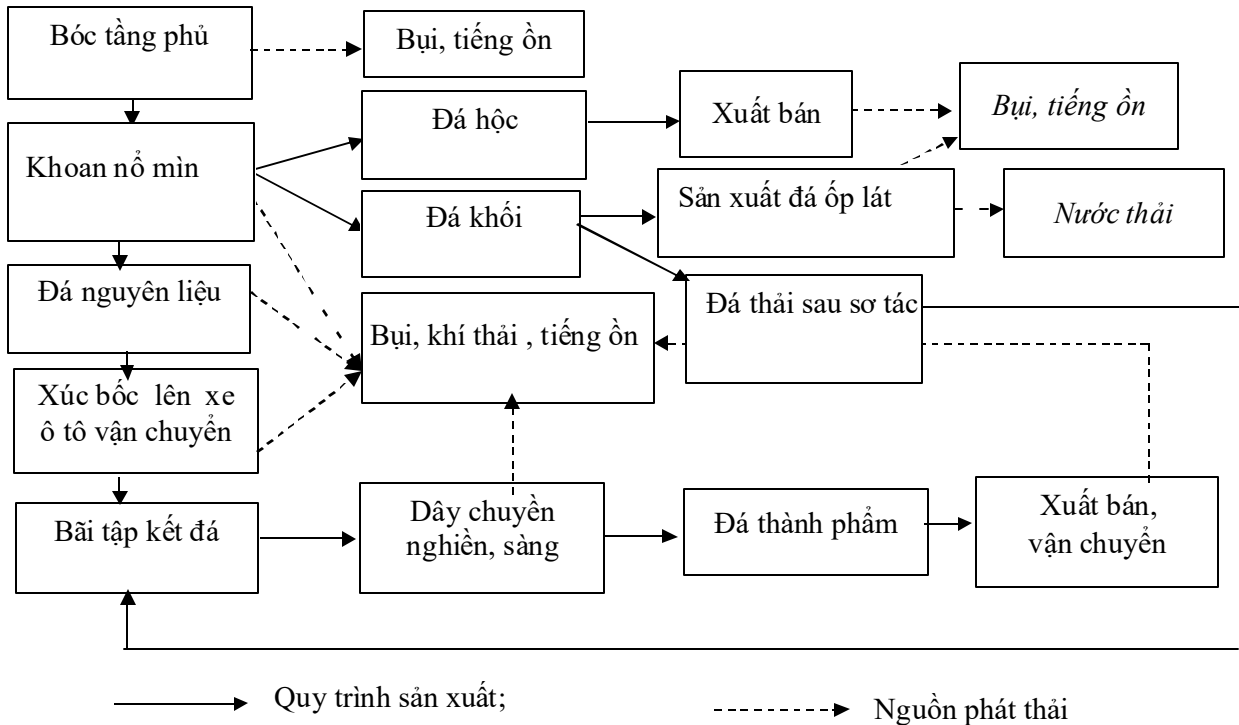 Bóc tầng phủ
Bụi, tiếng ồn
Đá hộc
Xuất bán
Bụi, tiếng ồn
Khoan nổ mìn
Đá khối
Sản xuất đá ốp lát
Nước thải
Đá nguyên liệu
Bụi, khí thải , tiếng ồn
Đá thải sau sơ tác
Xúc bốc lên xe
ô tô vận chuyển
Bãi tập kết đá
Dây chuyền
nghiền, sàng
Đá thành phẩm
Xuất bán,
vận chuyển
Quy trình sản xuất;
Nguồn phát thải